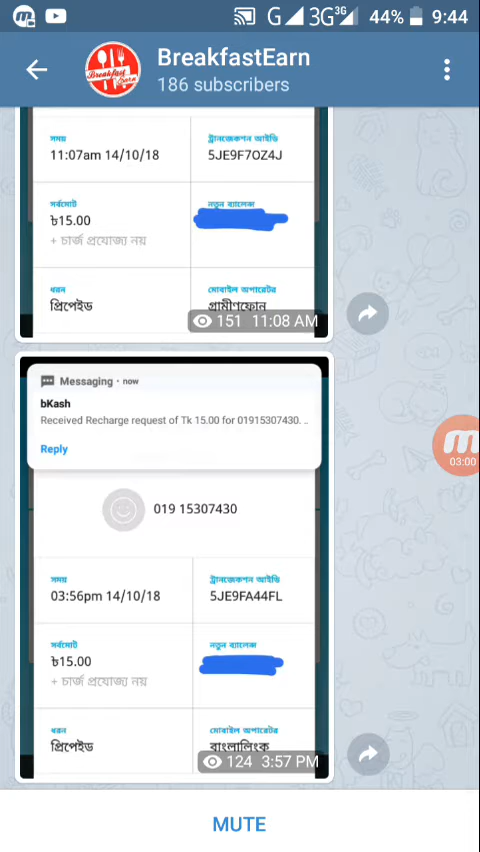 G 3G 3G 44% 9:44
BreakfastEarn
186 subscribers
Breakfast
Earn
সময়
ট্রানজেকশন আইডি
11:07am 14/10/18
5JE9F7OZ4J
সর্বমোট
নতুন ব্যালেন্স
৳15.00
+ চার্জ প্রযোজ্য নয়
ধরন
মোবাইল অপারেটর
প্রিপেইড
গ্রামীণফোন
151 11:08 AM
Messaging • now
bKash
Received Recharge request of Tk 15.00 for 01915307430. ..
Reply
03:00
019 15307430
সময়
ট্রানজেকশন আইডি
03:56pm 14/10/18
5JE9FA44FL
সর্বমোট
নতুন ব্যালেন্স
৳15.00
+ চার্জ প্রযোজ্য নয়
ধরন
মোবাইল অপারেটর
প্রিপেইড
বাংলালিংক
124 3:57 PM
MUTE